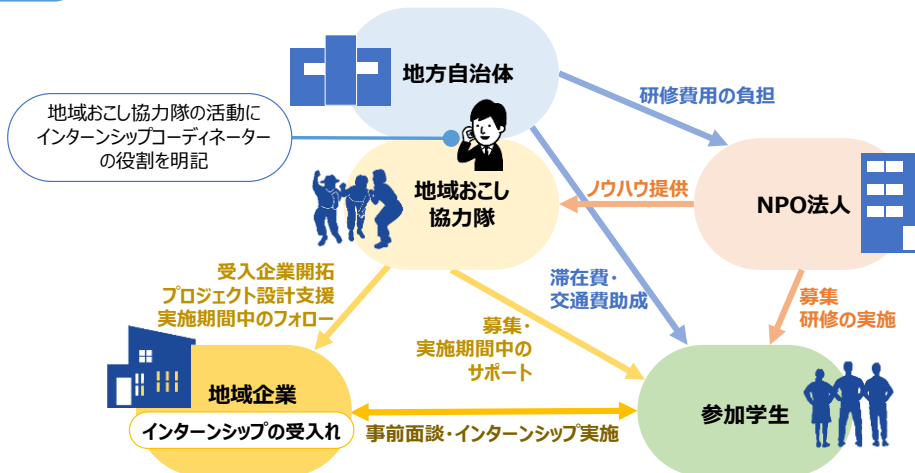 地方自治体
研修費用の負担
地域おこし協力隊の活動に
インターンシップコーディネーター
の役割を明記
地域おこし
協力隊
ノウハウ提供
NPO法人
受入企業開拓
プロジェクト設計支援
実施期間中のフォロー
滞在費・
交通費助成
募集
研修の実施
募集・
実施期間中の
サポート
地域企業
インターンシップの受入れ
事前面談・インターンシップ実施
参加学生